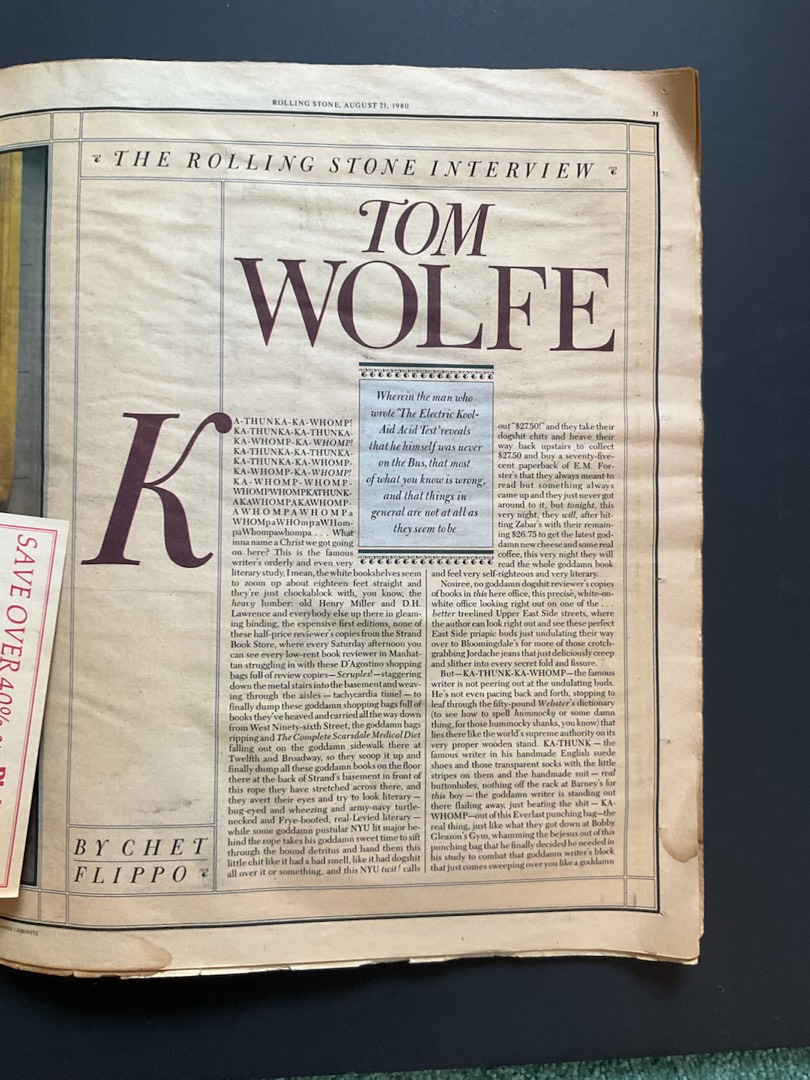 ROLLING STONE, AUGUST 21, 1980
31
THE ROLLING STONE INTERVIEW
TOM
WOLFE
Wherein the man who
wrote 'The Electric Kool-
Aid Acid Test' reveals
that he himself was never
on the Bus, that most
of what you know is wrong,
and that things in
general are not at all as
they seem to be
K
A-THUNKA-KA-WHOMP!
KA-THUNKA-KA-THUNKA-
KA-WHOMP-KA-WHOMP!
KA-THUNKA-KA-THUNKA-
KA-THUNKA-KA-WHOMP-
KA-WHOMP-KA-WHOMP!
KA-WHOMP-WHOMP-
WHOMPWHOMPKATHUNK-
AKAWHOMPAKAWHOMP-
AWHOMPAWHOMPa
WHOMpaWHOmpaWHom-
paWhompawhompa . . . What
inna name a Christ we got going
on here? This is the famous
writer's orderly and even very
literary study, I mean, the white bookshelves seem
to zoom up about eighteen feet straight and
they're just chockablock with, you know, the
heavy lumber: old Henry Miller and D.H.
Lawrence and everybody else up there in gleam-
ing binding, the expensive first editions, none of
these half-price reviewer's copies from the Strand
Book Store, where every Saturday afternoon you
can see every low-rent book reviewer in Manhat-
tan struggling in with these D'Agostino shopping
bags full of review copies—Scruples!—staggering
down the metal stairs into the basement and weav-
ing through the aisles—tachycardia time!—to
finally dump these goddamn shopping bags full of
books they've heaved and carried all the way down
from West Ninety-sixth Street, the goddamn bags
ripping and The Complete Scarsdale Medical Diet
falling out on the goddamn sidewalk there at
Twelfth and Broadway, so they scoop it up and
finally dump all these goddamn books on the floor
there at the back of Strand's basement in front of
this rope they have stretched across there, and
they avert their eyes and try to look literary—
bug-eyed and wheezing and army-navy turtle-
necked and Frye-booted, real-Levied literary—
while some goddamn pustular NYU lit major be-
hind the rope takes his goddamn sweet time to sift
through the bound detritus and hand them this
little chit like it had a bad smell, like it had dogshit
all over it or something, and this NYU twit! calls
out "$27.50!" and they take their
dogshit chits and heave their
way back upstairs to collect
$27.50 and buy a seventy-five-
cent paperback of E.M. For-
ster's that they always meant to
read but something always
came up and they just never got
around to it, but tonight, this
very night, they will, after hit-
ting Zabar's with their remain-
ing $26.75 to get the latest god-
damn new cheese and some real
coffee, this very night they will
read the whole goddamn book
and feel very self-righteous and very literary.
Nosiree, no goddamn dogshit reviewer's copies
of books in this here office, this precise, white-on-
white office looking right out on one of the . . .
better treelined Upper East Side streets, where
the author can look right out and see these perfect
East Side priapic buds just undulating their way
over to Bloomingdale's for more of those crotch-
grabbing Jordache jeans that just deliciously creep
and slither into every secret fold and fissure.
But—KA-THUNK-KA-WHOMP—the famous
writer is not peering out at the undulating buds.
He's not even pacing back and forth, stopping to
leaf through the fifty-pound Webster's dictionary
(to see how to spell hummocky or some damn
thing, for those hummocky shanks, you know) that
lies there like the world's supreme authority on its
very proper wooden stand. KA-THUNK—the
famous writer in his handmade English suede
shoes and those transparent socks with the little
stripes on them and the handmade suit—real
buttonholes, nothing off the rack at Barney's for
this boy—the goddamn writer is standing out
there flailing away, just beating the shit—KA-
WHOMP—out of this Everlast punching bag—the
real thing, just like what they got down at Bobby
Gleason's Gym, whamming the bejesus out of this
punching bag that he finally decided he needed in
his study to combat that goddamn writer's block
that just comes sweeping over you like a goddamn
BY CHET
FLIPPO
SAVE OVER 40%
LEIBOVITZ